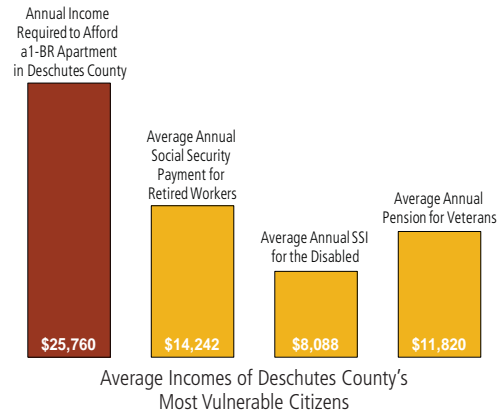 Annual Income
Required to Afford
a1-BR Apartment
in Deschutes County
Average Annual
Social Security
Payment for
Retired Workers
Average Annual SSI
for the Disabled
Average Annual
Pension for Veterans
$25,760
$14,242
$8,088
$11,820
Average Incomes of Deschutes County's
Most Vulnerable Citizens